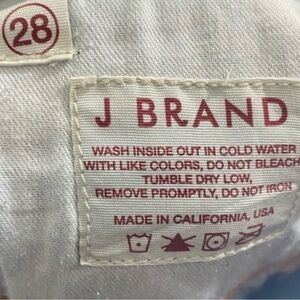 28
J BRAND
WASH INSIDE OUT IN COLD WATER
WITH LIKE COLORS, DO NOT BLEACH
TUMBLE DRY LOW,
REMOVE PROMPTLY, DO NOT IRON
MADE IN CALIFORNIA, USA